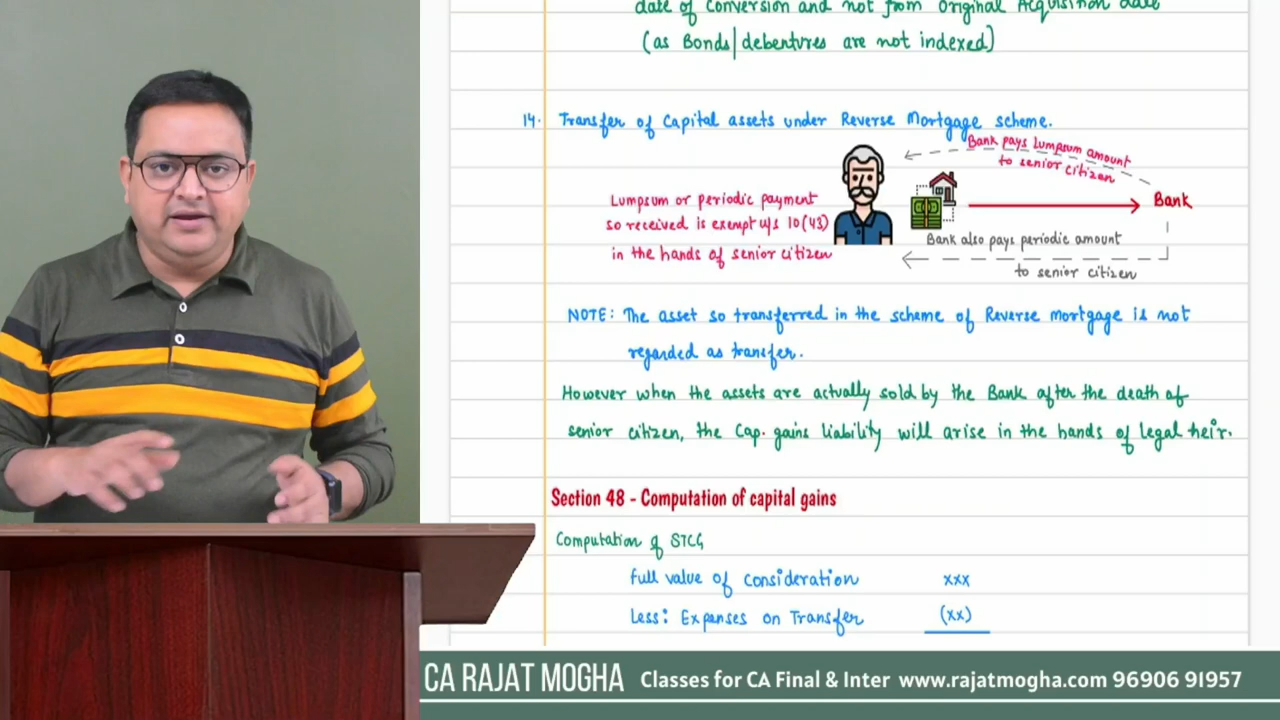 date of Conversion and not from Original Acquisition date
(as Bonds/debentures are not indexed)
14. Transfer of Capital assets under Reverse Mortgage scheme.
Bank pays Lumpsum amount
to senior citizen
Lumpsum or periodic payment
so received is exempt u/s 10(43)
in the hands of senior citizen
Bank
Bank also pays periodic amount
to senior citizen
NOTE: The asset so transferred in the scheme of Reverse mortgage is not
regarded as transfer.
However when the assets are actually sold by the Bank after the death of
senior citizen, the Cap. gains liability will arise in the hands of legal heir.
Section 48 - Computation of capital gains
Computation of STCG
full value of consideration xxx
Less: Expenses on Transfer (xx)
CA RAJAT MOGHA Classes for CA Final & Inter www.rajatmogha.com 96906 91957